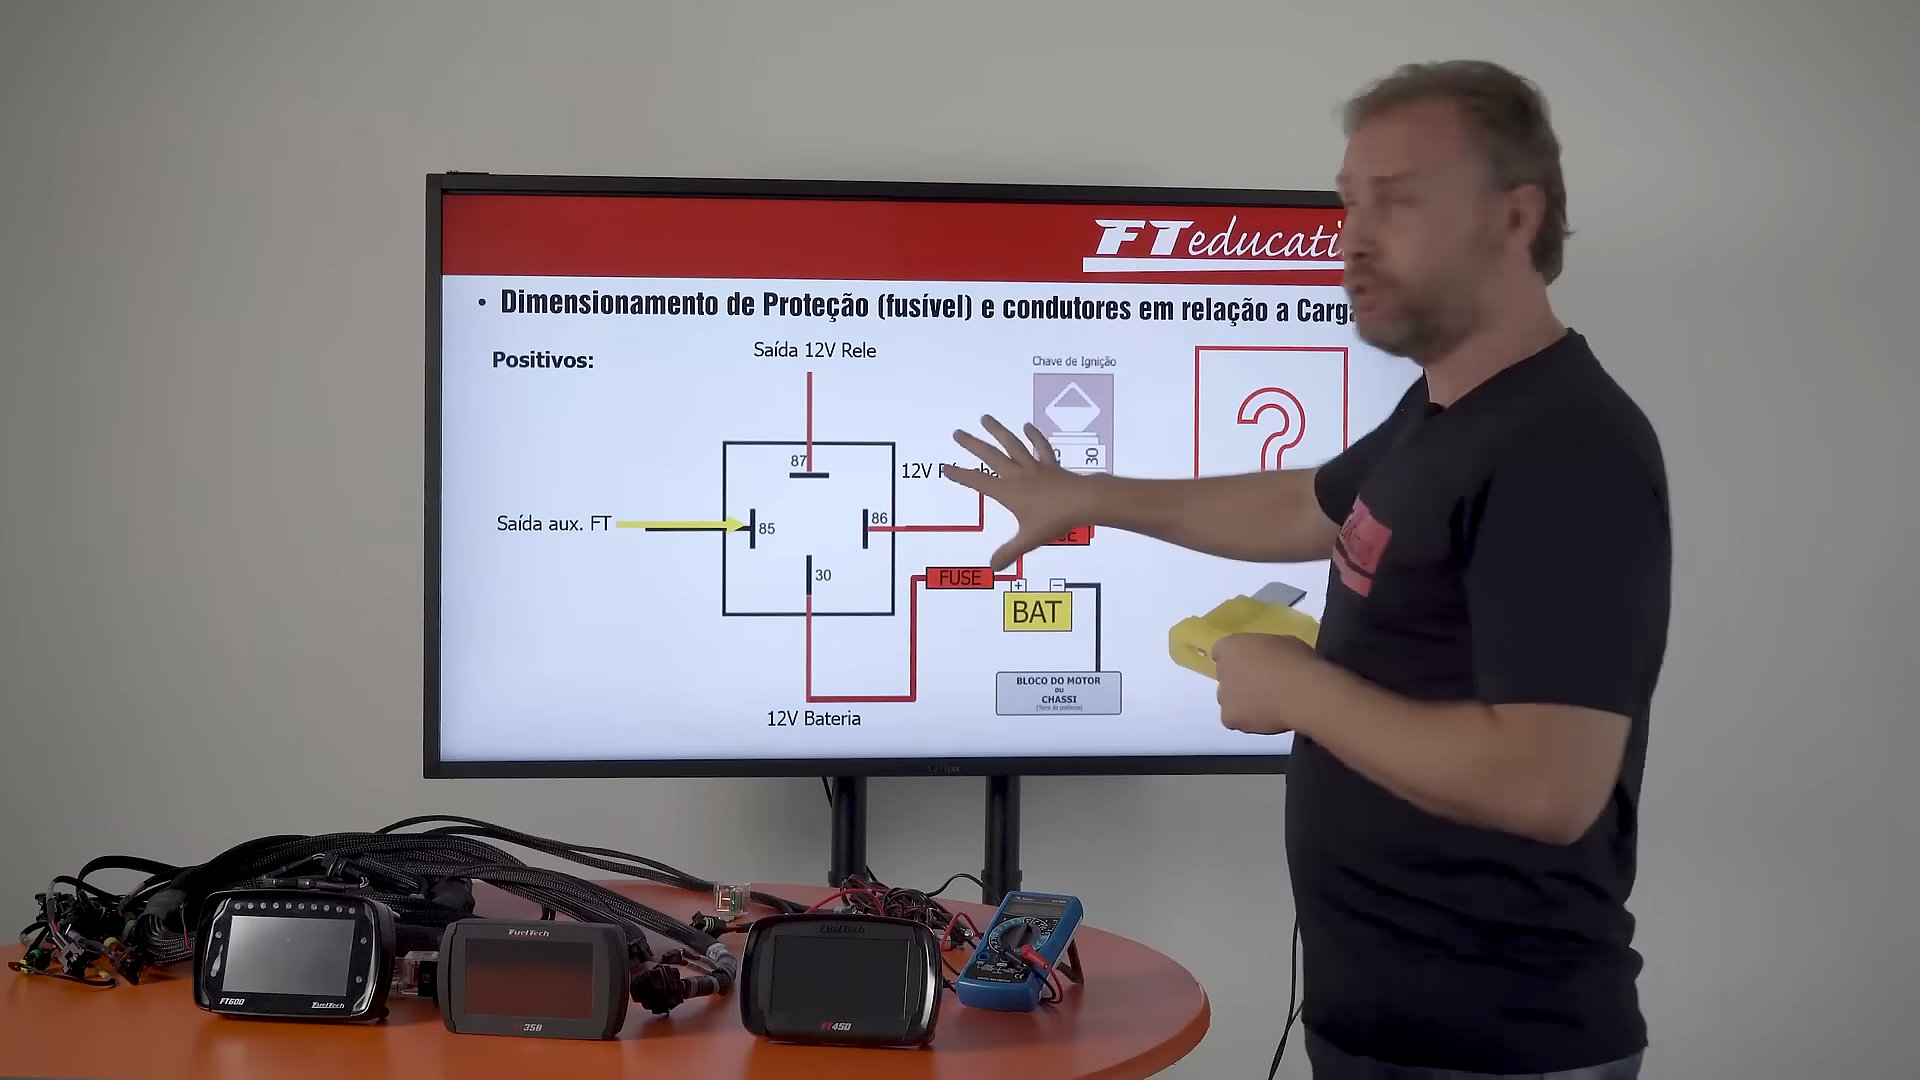 FTeducati
• Dimensionamento de Proteção (fusível) e condutores em relação a Carga
Positivos:
Saída 12V Rele
Chave de Ignição
30
87
12V
86
Saída aux. FT
85
30
FUSE
+
−
BAT
BLOCO DO MOTOR
ou
CHASSI
12V Bateria
FuelTech
FT600
FuelTech
FuelTech
FT450